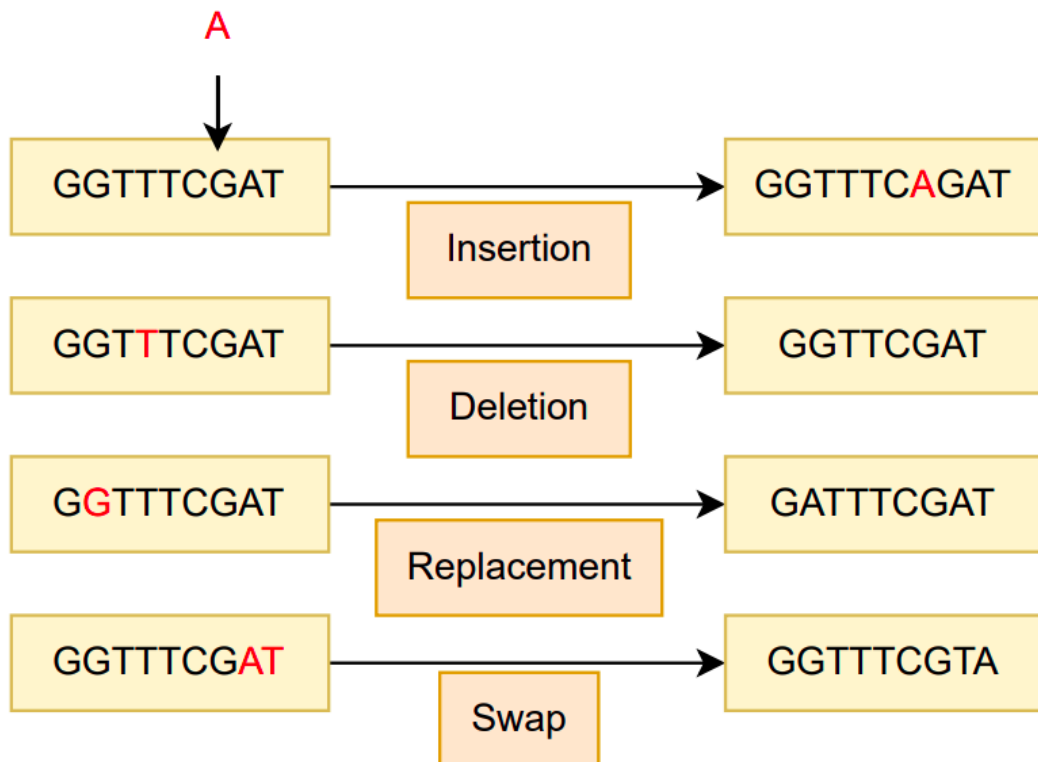 A
GGTTTCGAT
GGTTTCAGAT
Insertion
GGTTTCGAT
GGTTCGAT
Deletion
GGTTTCGAT
GATTTCGAT
Replacement
GGTTTCGAT
GGTTTCGTA
Swap